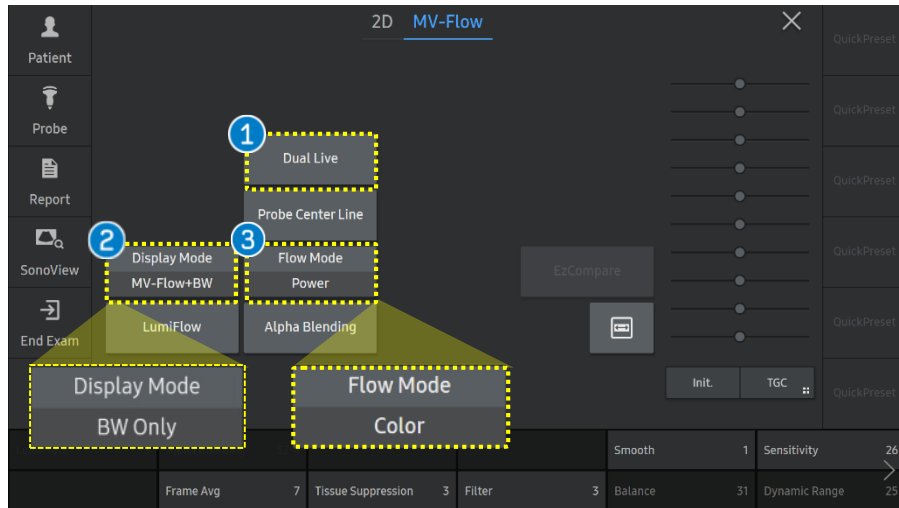 2D MV-Flow
Patient
Probe
Report
SonoView
End Exam
1
Dual Live
Probe Center Line
2
Display Mode
MV-Flow+BW
3
Flow Mode
Power
LumiFlow
Alpha Blending
EzCompare
Display Mode
BW Only
Flow Mode
Color
Init.
TGC
QuickPreset
QuickPreset
QuickPreset
QuickPreset
QuickPreset
QuickPreset
Smooth 1
Sensitivity 26
Frame Avg 7
Tissue Suppression 3
Filter 3
Balance 31
Dynamic Range 25